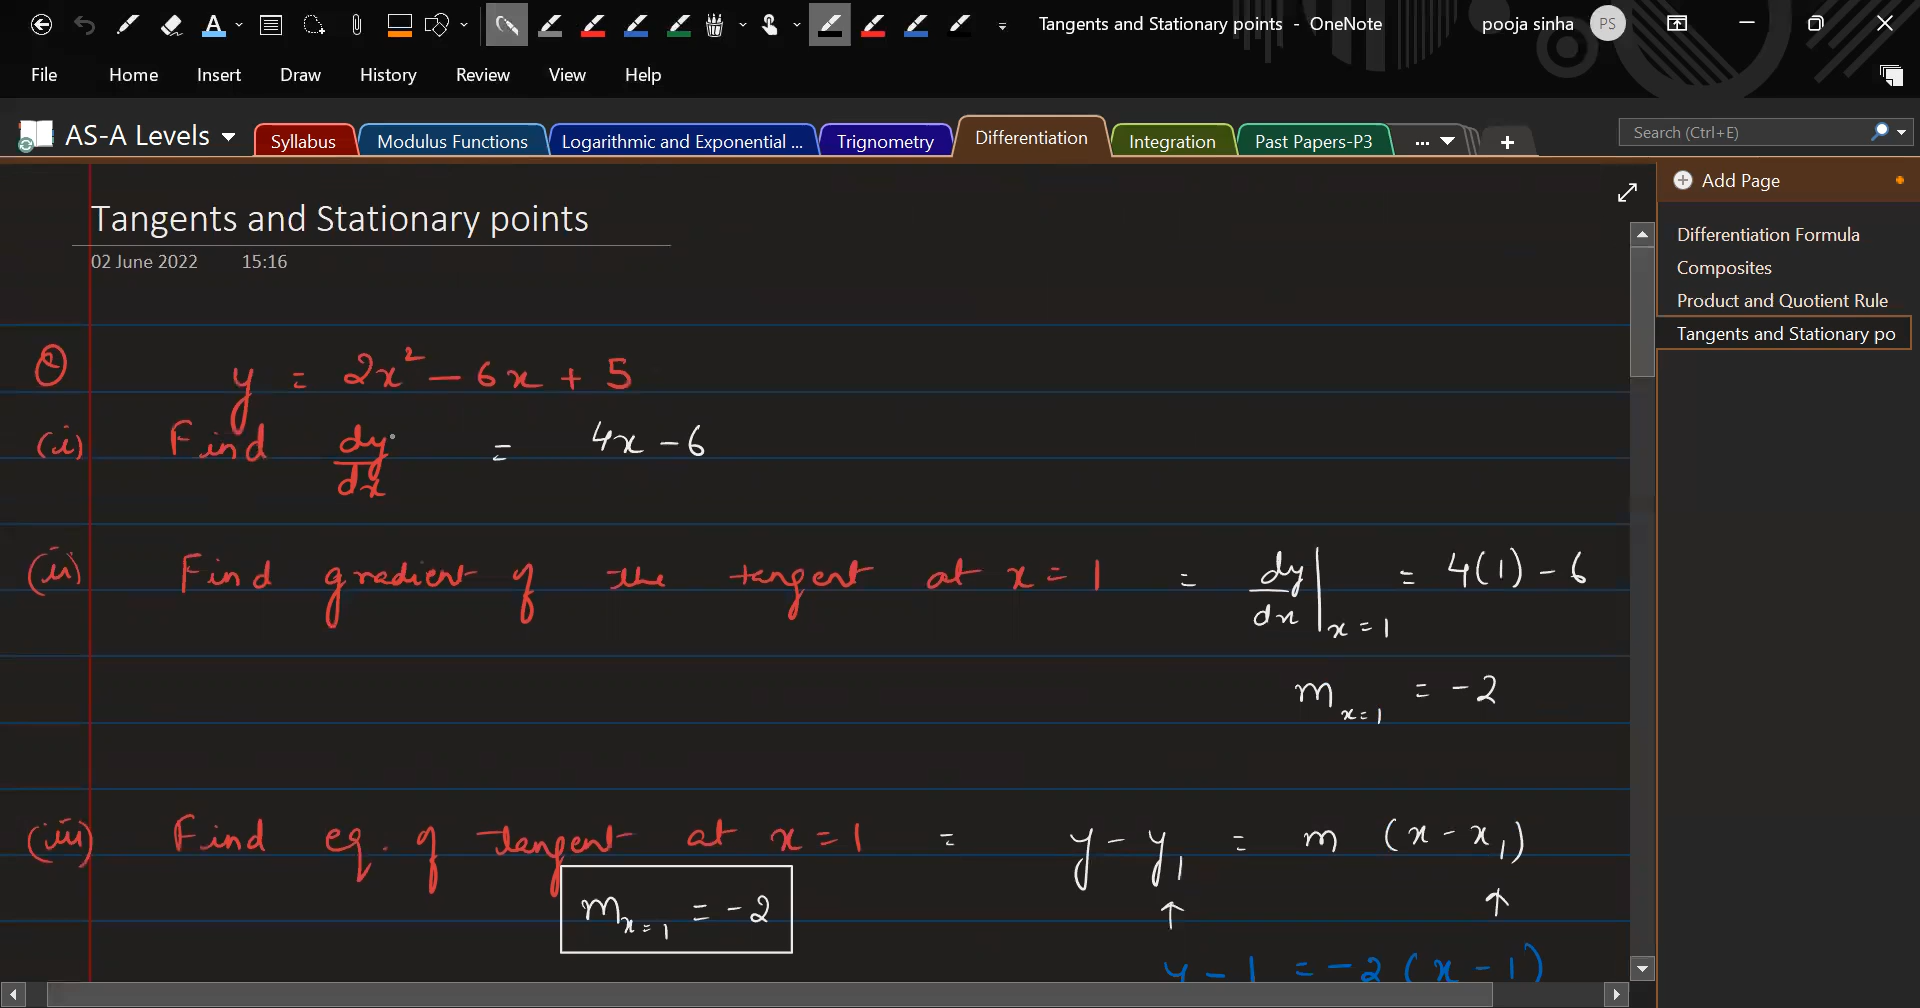 Tangents and Stationary points - OneNote
pooja sinha
PS
File Home Insert Draw History Review View Help
AS-A Levels
Syllabus
Modulus Functions
Logarithmic and Exponential ...
Trignometry
Differentiation
Integration
Past Papers-P3
...
+
Search (Ctrl+E)
Add Page
Differentiation Formula
Composites
Product and Quotient Rule
Tangents and Stationary po
Tangents and Stationary points
02 June 2022 15:16
Q y = 2x² - 6x + 5
(i) Find dy/dx = 4x - 6
(ii) Find gradient of the tangent at x = 1 = dy/dx |x=1 = 4(1) - 6
m x=1 = -2
(iii) Find eq. of tangent at x = 1 = y - y₁ = m (x - x₁)
m x=1 = -2
↑ ↑
y - 1 = -2 (x - 1)